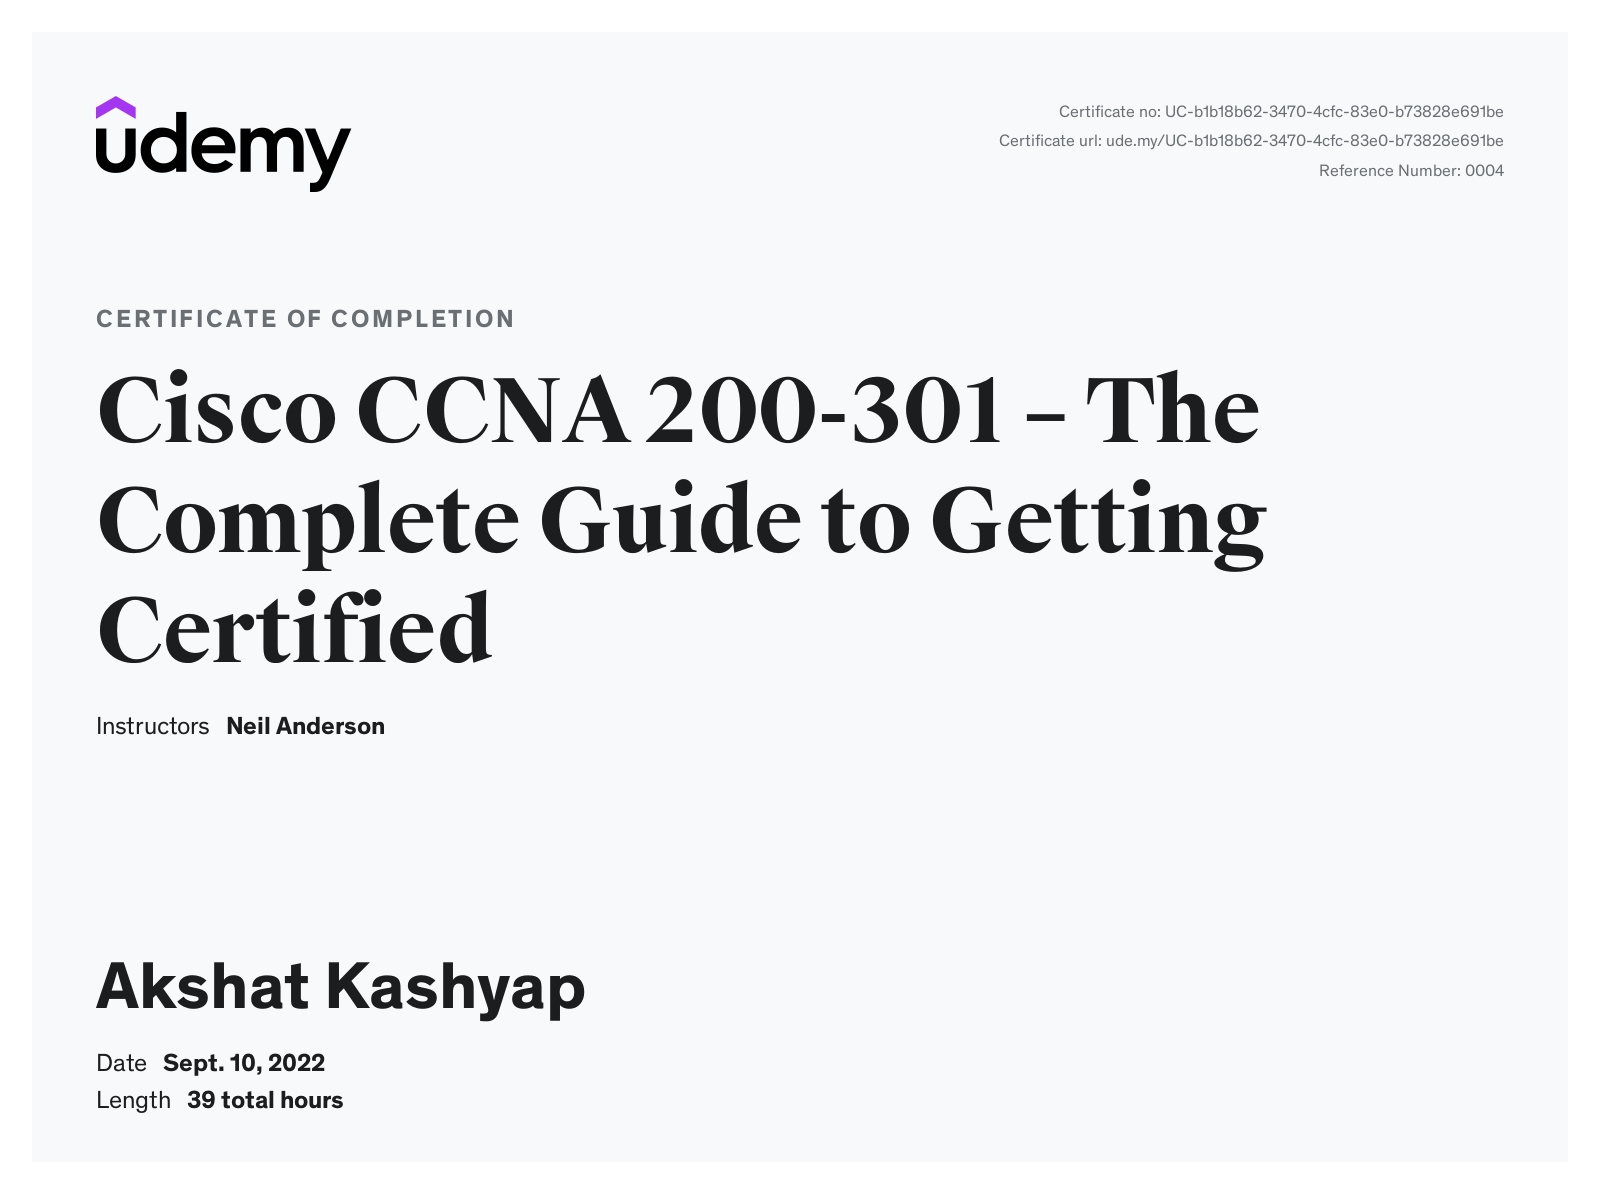 udemy
Certificate no: UC-b1b18b62-3470-4cfc-83e0-b73828e691be
Certificate url: ude.my/UC-b1b18b62-3470-4cfc-83e0-b73828e691be
Reference Number: 0004
CERTIFICATE OF COMPLETION
Cisco CCNA 200-301 – The
Complete Guide to Getting
Certified
Instructors Neil Anderson
Akshat Kashyap
Date Sept. 10, 2022
Length 39 total hours